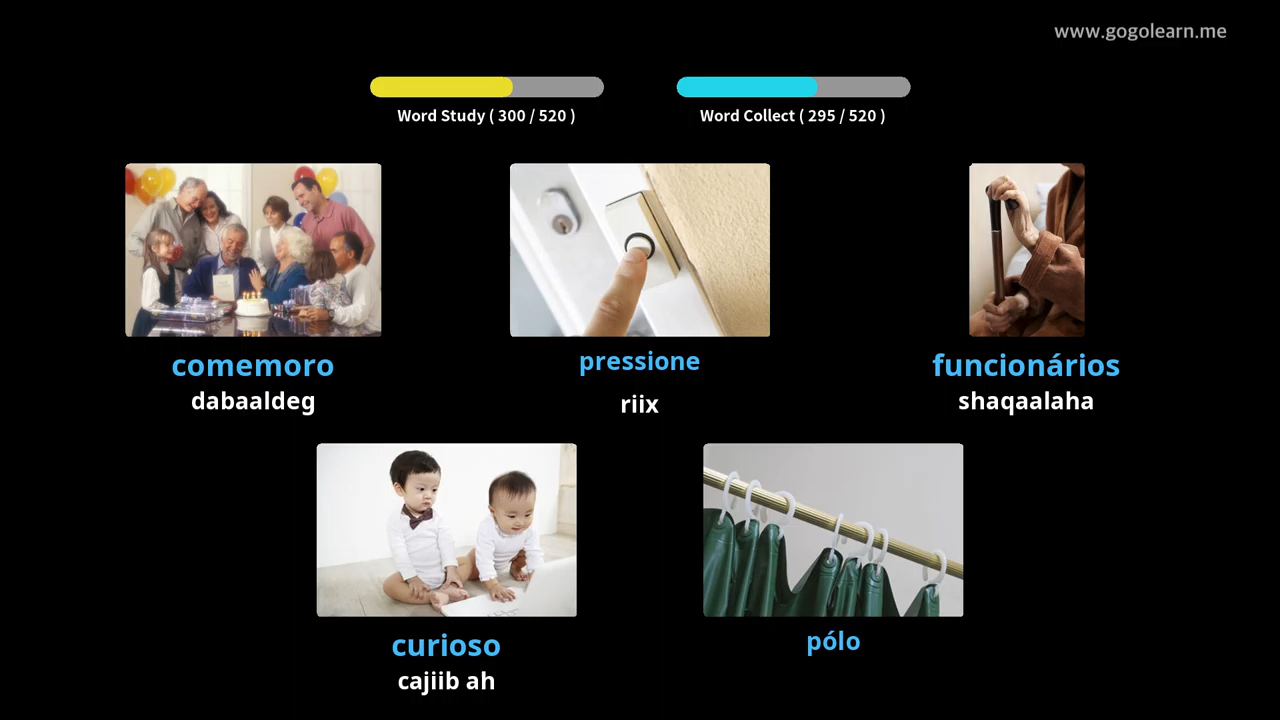 www.gogolearn.me
Word Study ( 300 / 520 )
Word Collect ( 295 / 520 )
comemoro
dabaaldeg
pressione
riix
funcionários
shaqaalaha
curioso
cajiib ah
pólo